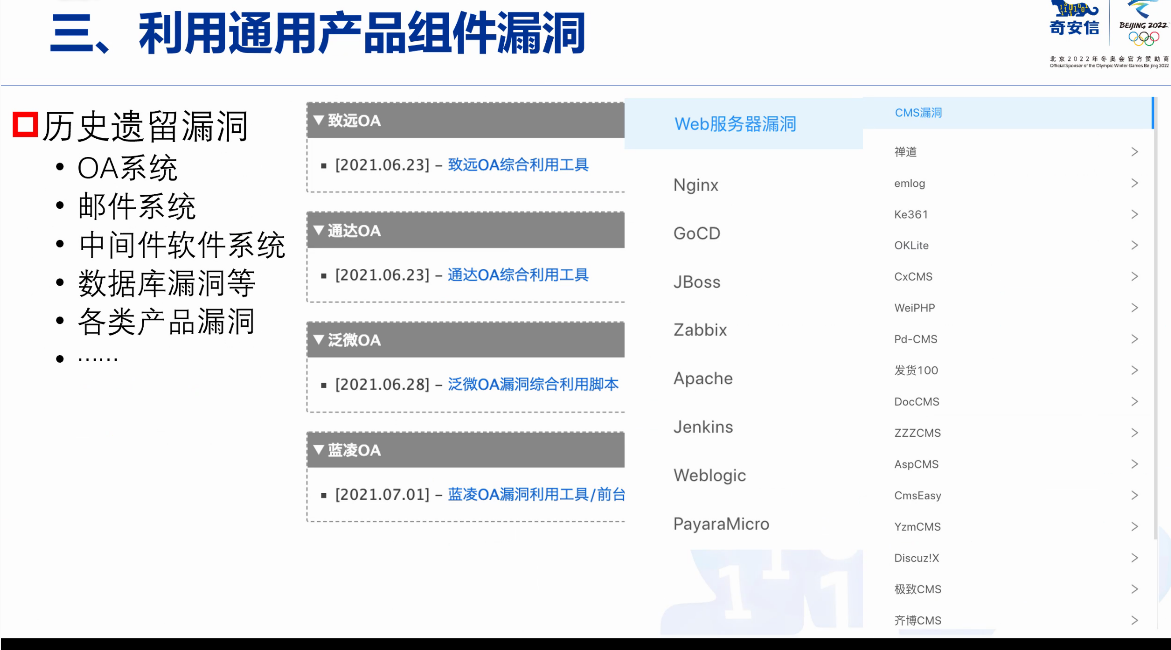 三、利用通用产品组件漏洞
奇安信
BEIJING 2022
北京2022年冬奥会官方赞助商
Official Sponsor of the Olympic Winter Games Beijing 2022
历史遗留漏洞
• OA系统
• 邮件系统
• 中间件软件系统
• 数据库漏洞等
• 各类产品漏洞
• ……
▼致远OA
▪ [2021.06.23] – 致远OA综合利用工具
▼通达OA
▪ [2021.06.23] – 通达OA综合利用工具
▼泛微OA
▪ [2021.06.28] – 泛微OA漏洞综合利用脚本
▼蓝凌OA
▪ [2021.07.01] – 蓝凌OA漏洞利用工具/前台
Web服务器漏洞
Nginx
GoCD
JBoss
Zabbix
Apache
Jenkins
Weblogic
PayaraMicro
CMS漏洞
禅道
emlog
Ke361
OKLite
CxCMS
WeiPHP
Pd-CMS
发货100
DocCMS
ZZZCMS
AspCMS
CmsEasy
YzmCMS
Discuz!X
极致CMS
齐博CMS